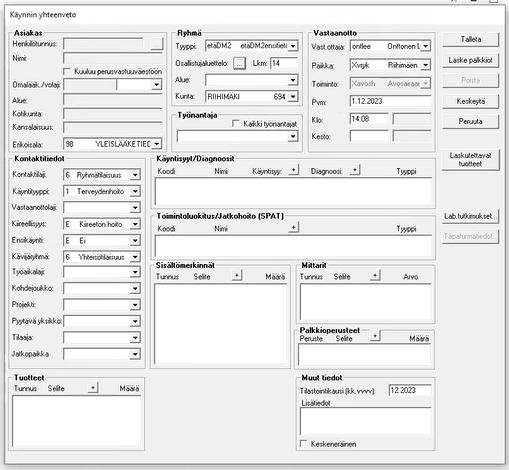 Käynnin yhteenveto
Asiakas
Henkilötunnus:
...
Nimi:
Kuuluu perusvastuuväestöön
Omalääk./volaji:
Alue:
Kotikunta:
Kansalaisuus:
Erikoisala: 98 YLEISLÄÄKETIED
Ryhmä
Tyyppi: etäDM2 etäDM2ensitieto
Osallistujaluettelo: ... Lkm: 14
Alue:
Kunta: RIIHIMÄKI 694
Työnantaja
Kaikki työnantajat
Vastaanotto
Vast.ottaja: ontlee Onttonen L
Paikka: Xvryk Riihimäen
Toiminto: Xavosh Avosairaan
Pvm: 1.12.2023
Klo: 14:08
Kesto:
Talleta
Laske palkkiot
Poista
Keskeytä
Peruuta
Laskutettavat
tuotteet
Lab.tutkimukset...
Tapaturmatiedot...
Kontaktitiedot
Kontaktilaji: 6 Ryhmätilaisuus
Käyntityyppi: 1 Terveydenhoito
Vastaanottolaji:
Kiireellisyys: E Kiireetön hoito
Ensikäynti: E Ei
Kävijäryhmä: 6 Yhteisötilaisuus
Työaikalaji:
Kohdejoukko:
Projekti:
Pyytävä yksikkö:
Tilaaja:
Jatkopaikka
Käyntisyyt/Diagnosit
Koodi Nimi Käyntisyy: + Diagnoosi: + Tyyppi
Toimintoluokitus/Jatkohoito (SPAT)
Koodi Nimi + Tyyppi
Sisältömerkinnät
Tunnus Selite + Määrä
Mittarit
Tunnus Selite + Arvo
Palkkioperusteet
Peruste Selite + Määrä
Tuotteet
Tunnus Selite + Määrä
Muut tiedot
Tilastointikausi (kk.vvvv): 12.2023
Lisätiedot
Keskeneräinen